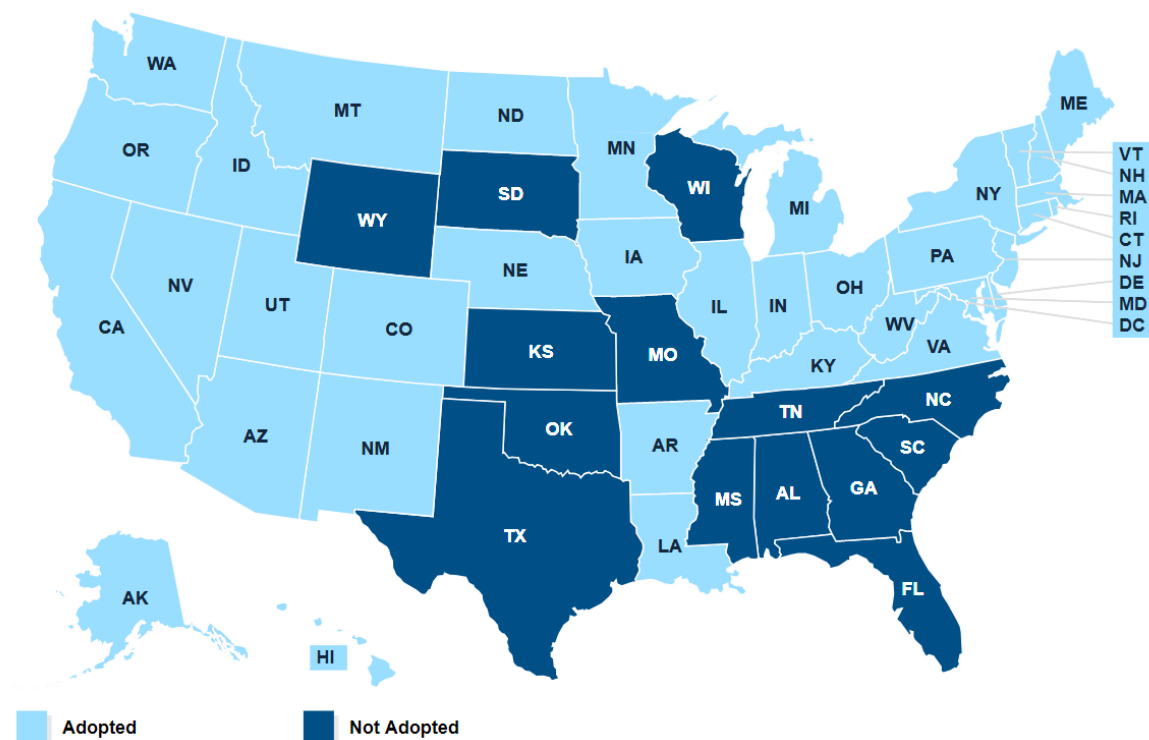 WA
MT
ND
MN
ME
OR
ID
SD
WI
VT
NH
NY
MA
MI
RI
WY
CT
NJ
PA
IA
NE
DE
OH
NV
IL
IN
MD
UT
WV
DC
CA
CO
VA
KS
MO
KY
NC
TN
OK
AZ
NM
AR
SC
MS
AL
GA
TX
LA
FL
AK
HI
Adopted
Not Adopted